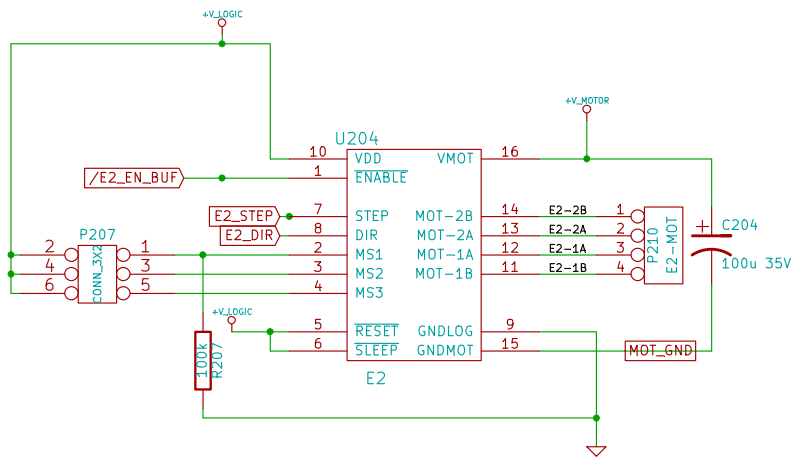 +V_LOGIC
U204
+V_MOTOR
10 VDD VMOT 16
/E2_EN_BUF 1 ENABLE
E2_STEP 7 STEP MOT-2B 14 E2-2B 1
E2_DIR 8 DIR MOT-2A 13 E2-2A 2
P207
2 1 2 MS1 MOT-1A 12 E2-1A 3
4 3 3 MS2 MOT-1B 11 E2-1B 4
6 5 4 MS3
CONN_3X2
P210
E2-MOT
+
C204
100u 35V
+V_LOGIC
5 RESET GNDLOG 9
6 SLEEP GNDMOT 15 MOT_GND
100k
R207
E2